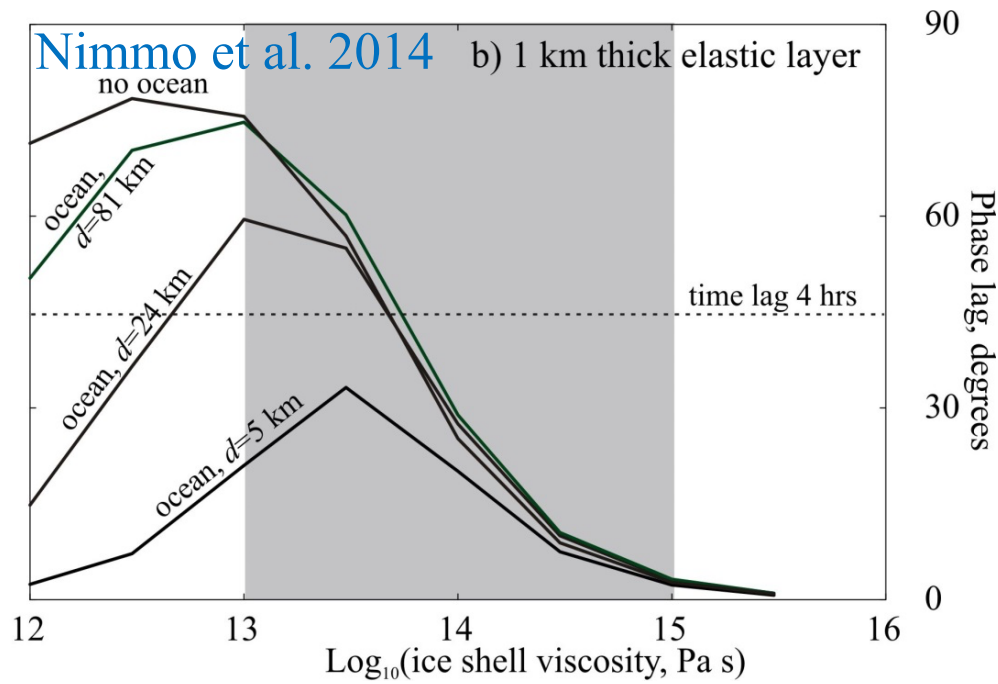 Nimmo et al. 2014
b) 1 km thick elastic layer
no ocean
ocean,
d=81 km
ocean, d=24 km
ocean, d=5 km
time lag 4 hrs
90
60
30
0
Phase lag, degrees
12 13 14 15 16
Log₁₀(ice shell viscosity, Pa s)